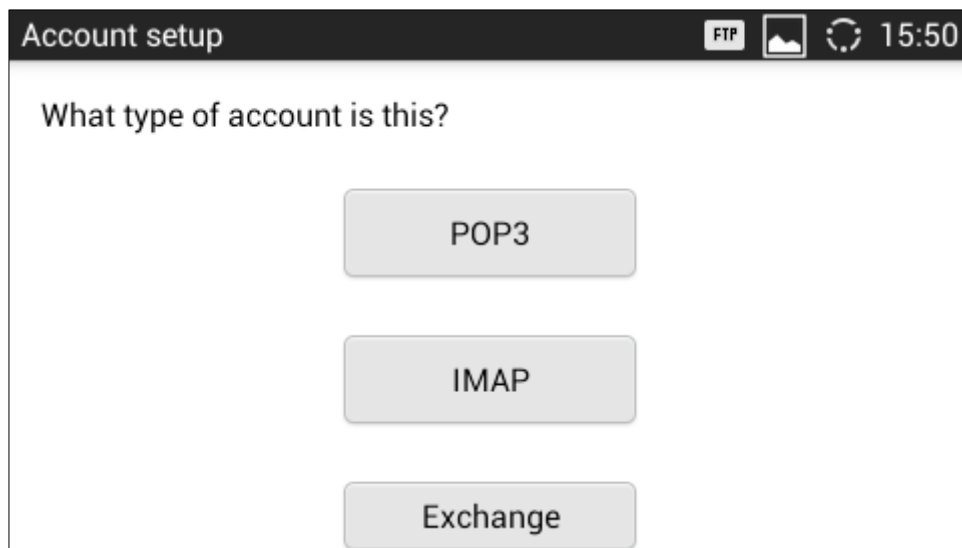 Account setup FTP 15:50
What type of account is this?
POP3
IMAP
Exchange